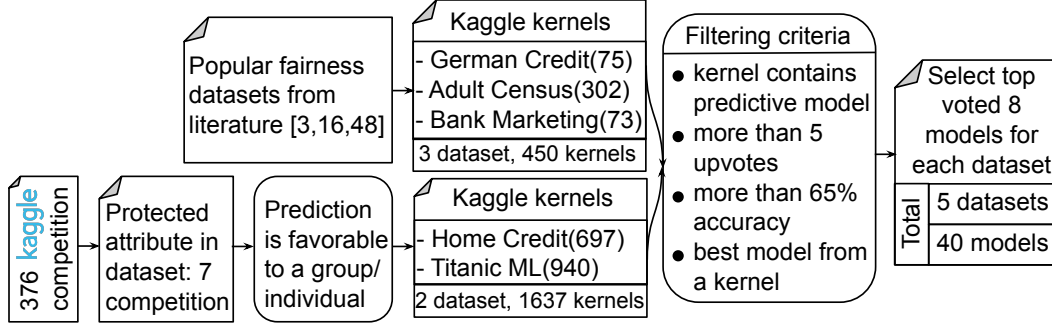 Popular fairness
datasets from
literature [3,16,48]
Kaggle kernels
- German Credit(75)
- Adult Census(302)
- Bank Marketing(73)
3 dataset, 450 kernels
376 kaggle
competition
Protected
attribute in
dataset: 7
competition
Prediction
is favorable
to a group/
individual
Kaggle kernels
- Home Credit(697)
- Titanic ML(940)
2 dataset, 1637 kernels
Filtering criteria
● kernel contains
predictive model
● more than 5
upvotes
● more than 65%
accuracy
● best model from
a kernel
Select top
voted 8
models for
each dataset
Total
5 datasets
40 models